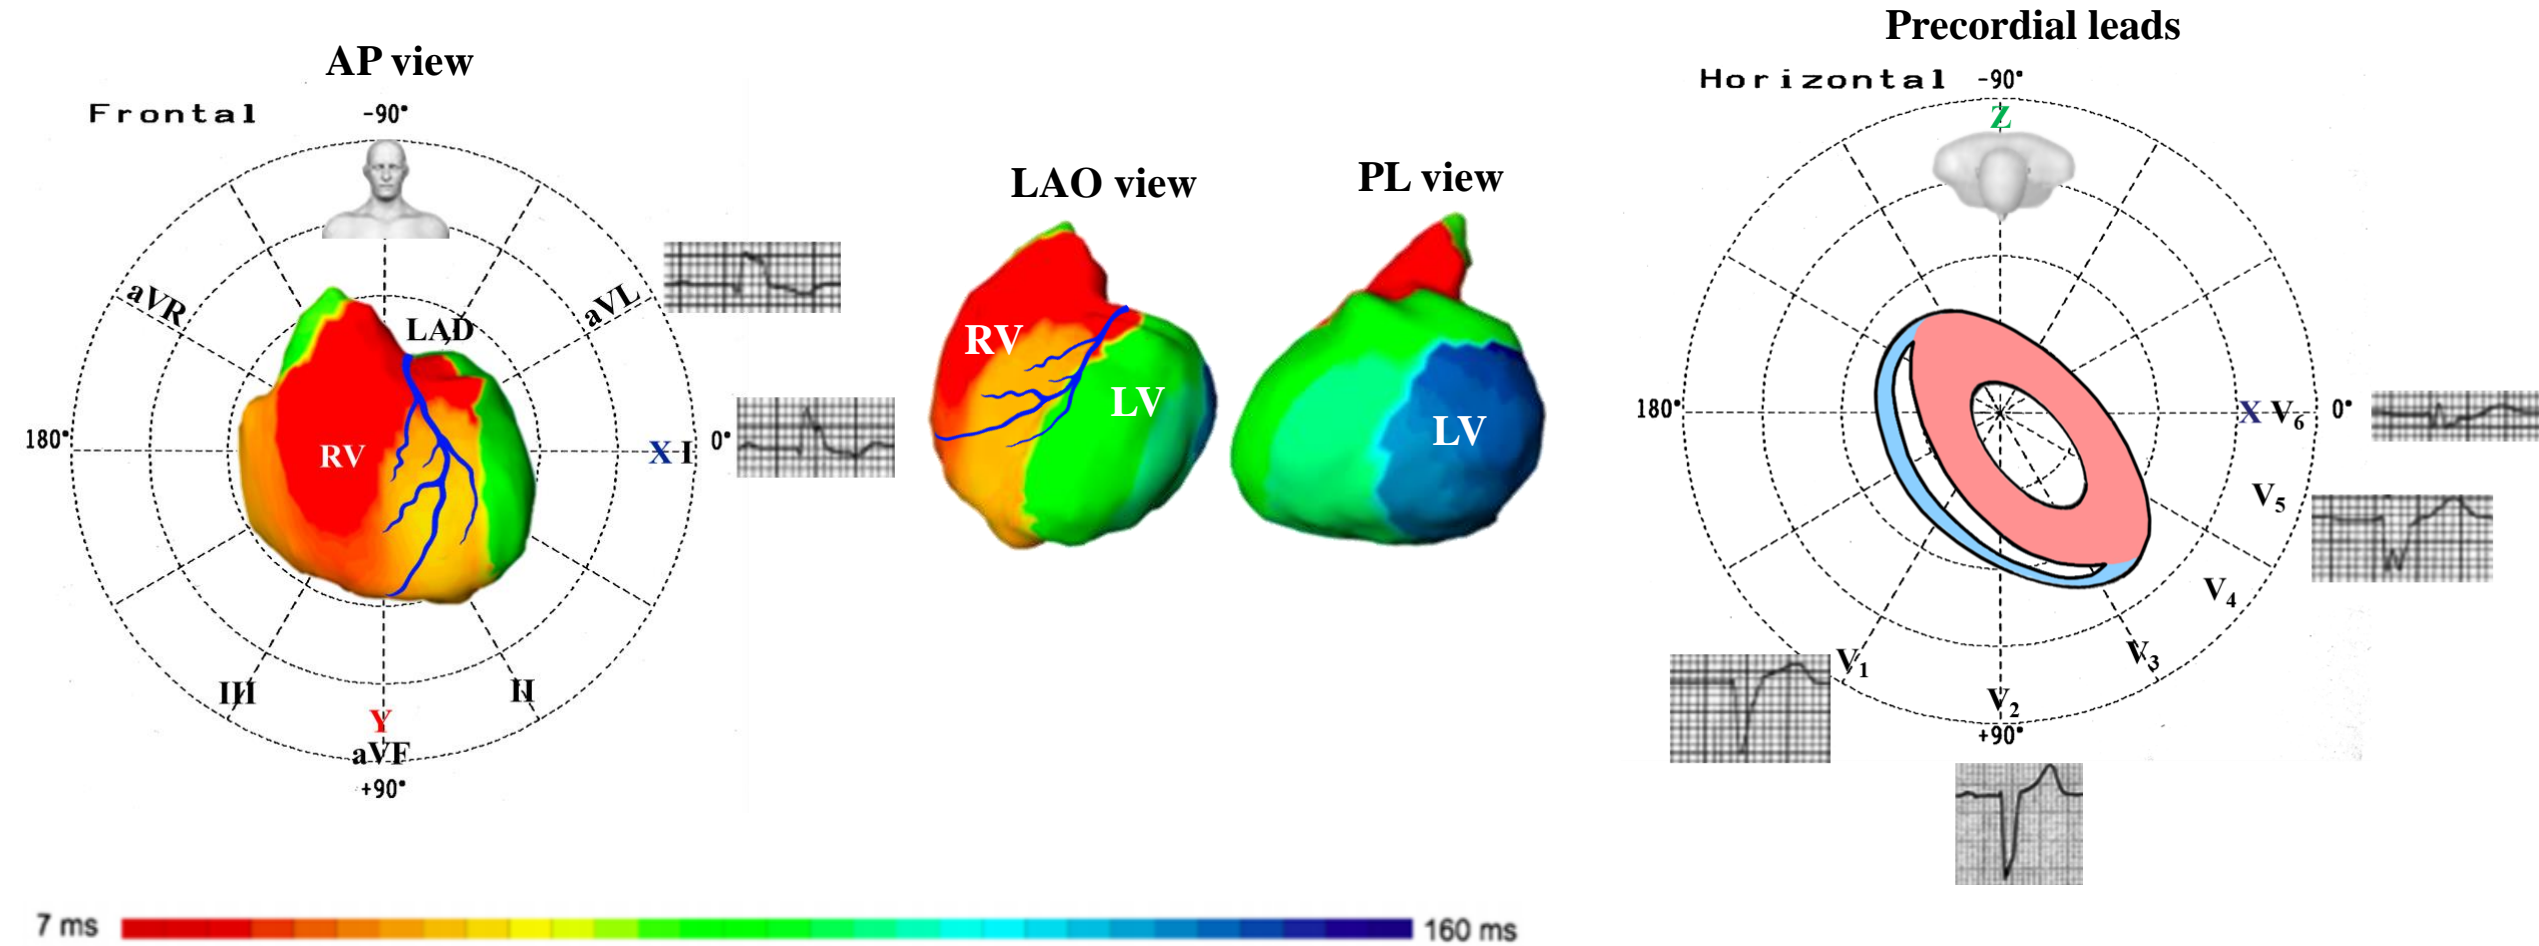 AP view
Frontal
-90°
aVR
aVL
LAD
RV
180°
X I
0°
III
II
Y
aVF
+90°
LAO view
RV
LV
PL view
LV
Precordial leads
Horizontal
-90°
Z
180°
X V6
0°
V5
V4
V3
V1
V2
+90°
7 ms
160 ms